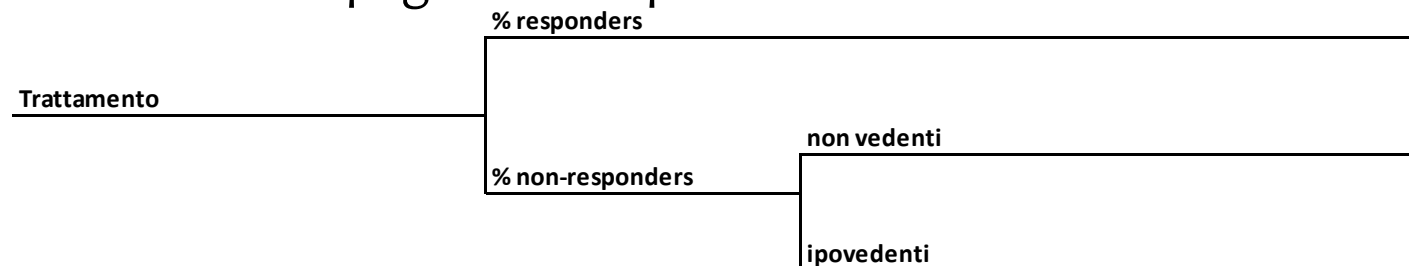 % responders
Trattamento
non vedenti
% non-responders
ipovedenti